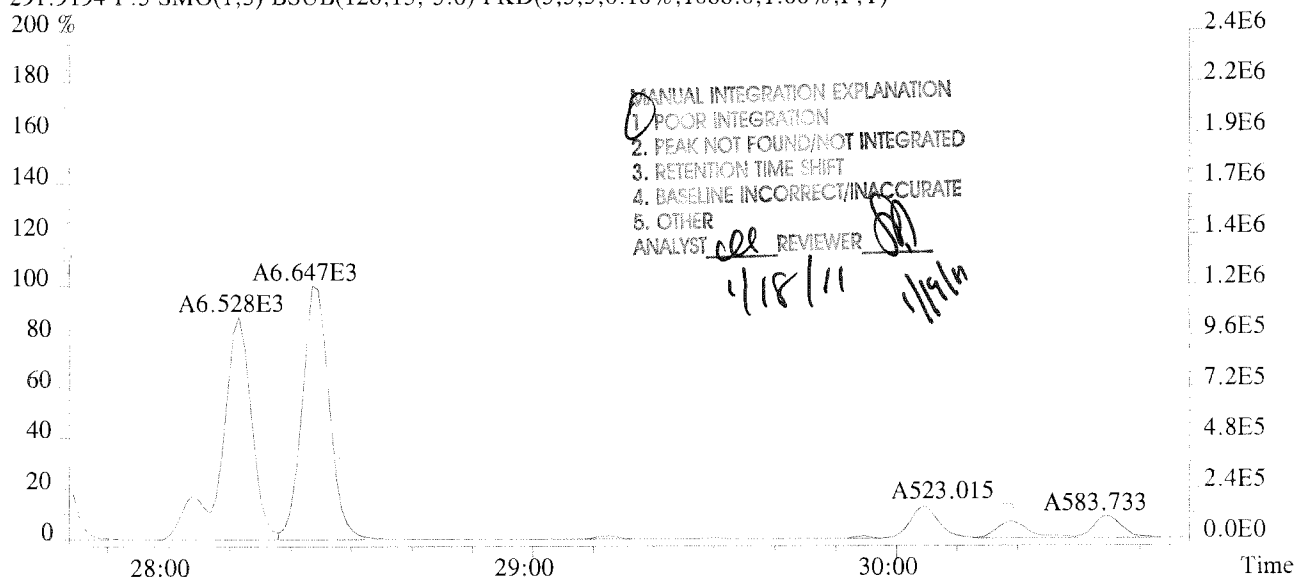 200 %
2.4E6
180
2.2E6
160
1.9E6
140
1.7E6
120
1.4E6
100
1.2E6
80
9.6E5
60
7.2E5
40
4.8E5
20
2.4E5
0
0.0E0
MANUAL INTEGRATION EXPLANATION
1. POOR INTEGRATION
2. PEAK NOT FOUND/NOT INTEGRATED
3. RETENTION TIME SHIFT
4. BASELINE INCORRECT/INACCURATE
5. OTHER
ANALYST REVIEWER
1/18/11 1/19/11
A6.647E3
A6.528E3
A523.015
A583.733
28:00 29:00 30:00 Time